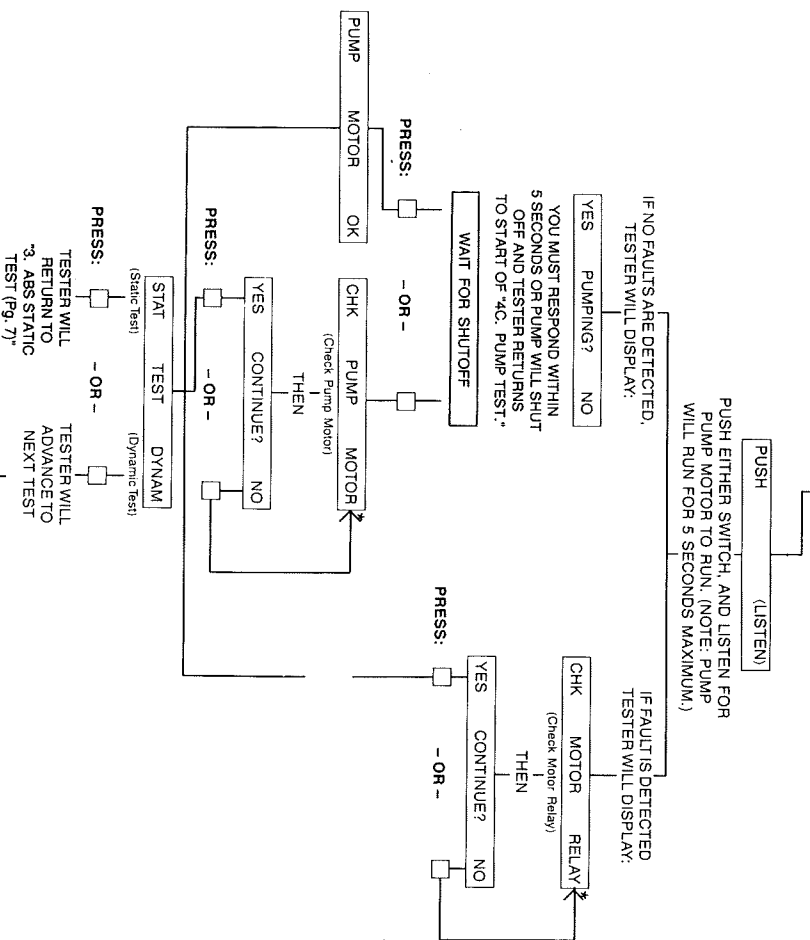 PUSH (LISTEN)
PUSH EITHER SWITCH, AND LISTEN FOR
PUMP MOTOR TO RUN. (NOTE: PUMP
WILL RUN FOR 5 SECONDS MAXIMUM.)
IF NO FAULTS ARE DETECTED,
TESTER WILL DISPLAY:
YES PUMPING? NO
YOU MUST RESPOND WITHIN
5 SECONDS OR PUMP WILL SHUT
OFF AND TESTER RETURNS
TO START OF "4C. PUMP TEST."
WAIT FOR SHUTOFF
PRESS:
– OR –
PUMP MOTOR OK
CHK PUMP MOTOR*
(Check Pump Motor)
THEN
YES CONTINUE? NO
PRESS:
– OR –
STAT TEST DYNAM
(Static Test)
(Dynamic Test)
PRESS:
– OR –
TESTER WILL
RETURN TO
"3. ABS STATIC
TEST (Pg. 7)"
TESTER WILL
ADVANCE TO
NEXT TEST
IF FAULT IS DETECTED
TESTER WILL DISPLAY:
CHK MOTOR RELAY*
(Check Motor Relay)
THEN
YES CONTINUE? NO
PRESS:
– OR –